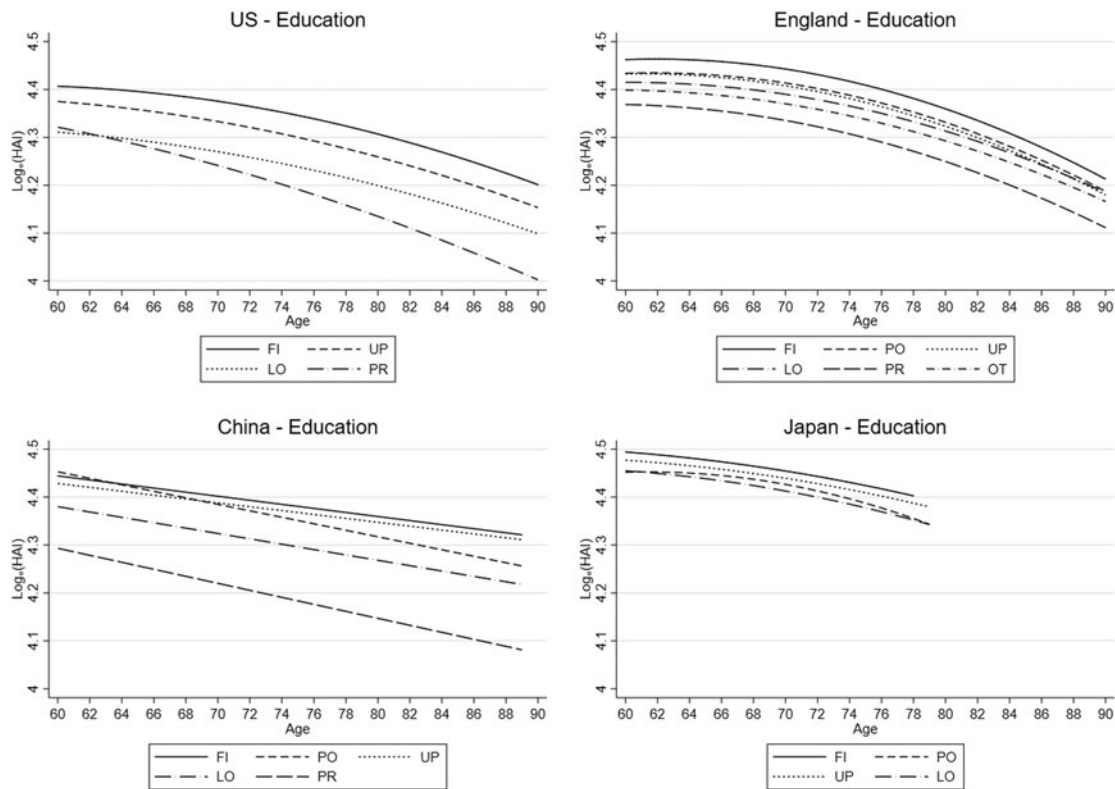 US - Education
Logₑ(HAI)
4.5
4.4
4.3
4.2
4.1
4
60 62 64 66 68 70 72 74 76 78 80 82 84 86 88 90
Age
FI UP
LO PR
England - Education
Logₑ(HAI)
4.5
4.4
4.3
4.2
4.1
4
60 62 64 66 68 70 72 74 76 78 80 82 84 86 88 90
Age
FI PO UP
LO PR OT
China - Education
Logₑ(HAI)
4.5
4.4
4.3
4.2
4.1
4
60 62 64 66 68 70 72 74 76 78 80 82 84 86 88 90
Age
FI PO UP
LO PR
Japan - Education
Logₑ(HAI)
4.5
4.4
4.3
4.2
4.1
4
60 62 64 66 68 70 72 74 76 78 80 82 84 86 88 90
Age
FI PO
UP LO